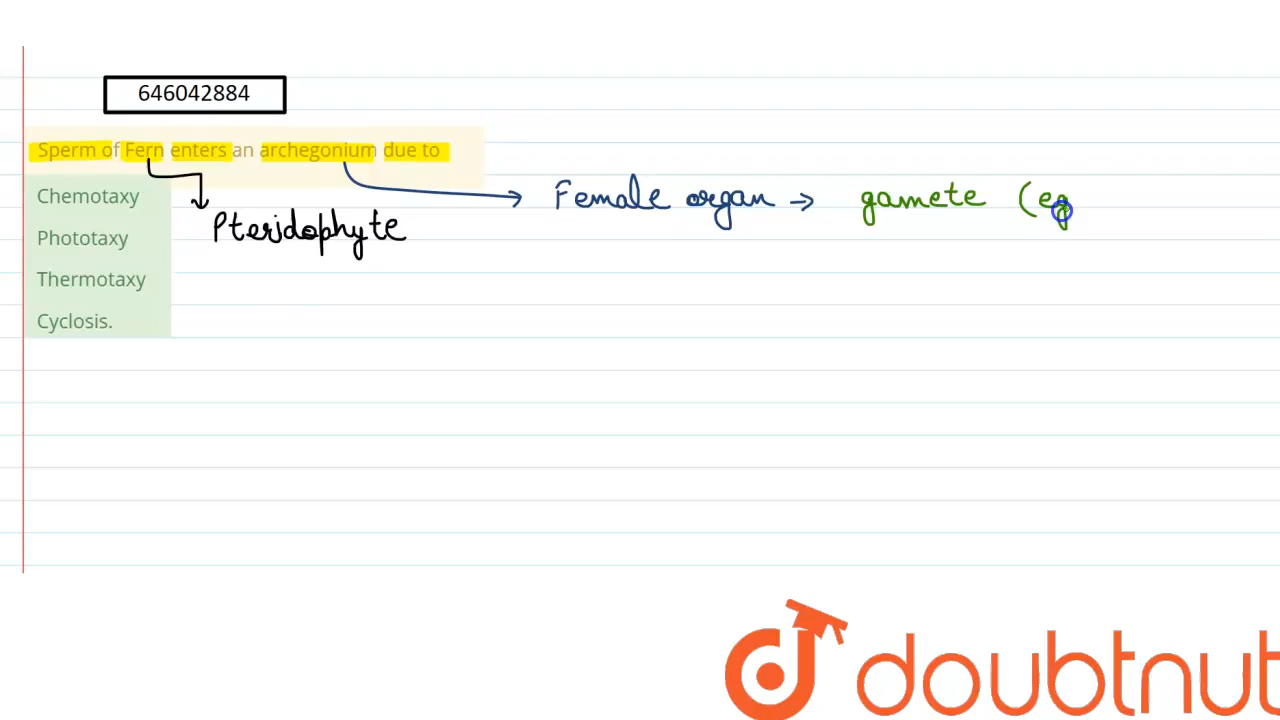 646042884
Sperm of Fern enters an archegonium due to
Chemotaxy
Female organ → gamete (eg
Pteridophyte
Phototaxy
Thermotaxy
Cyclosis.
doubtnut